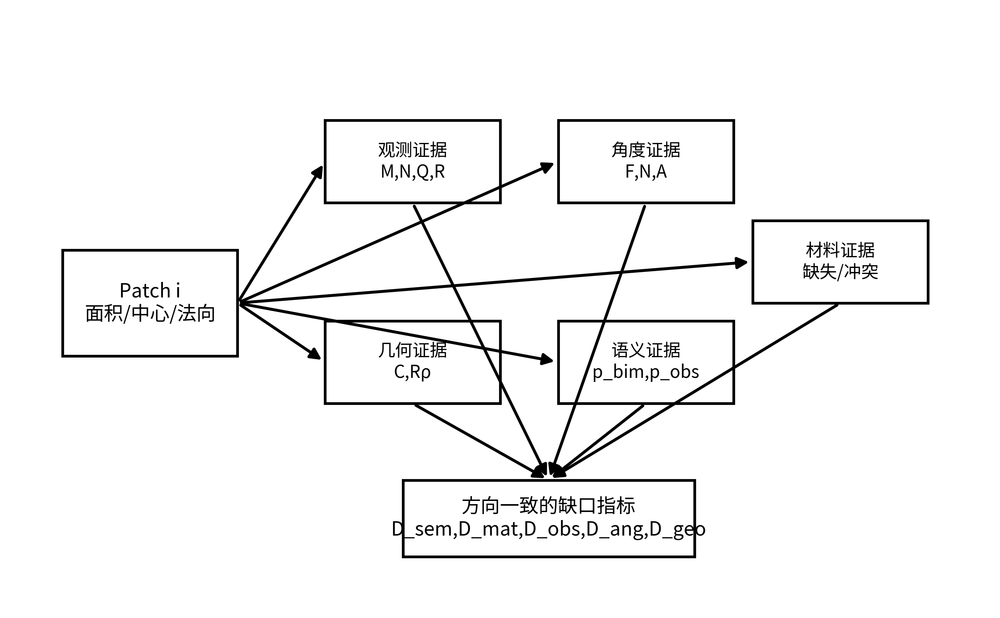 观测证据
M,N,Q,R
角度证据
F,N,A
材料证据
缺失/冲突
Patch i
面积/中心/法向
几何证据
C,Rp
语义证据
p_bim,p_obs
方向一致的缺口指标
D_sem,D_mat,D_obs,D_ang,D_geo